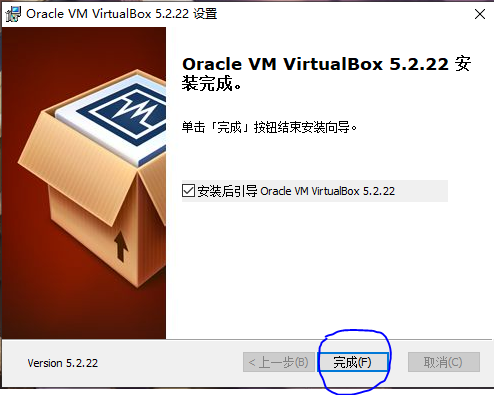 Oracle VM VirtualBox 5.2.22 设置
Oracle VM VirtualBox 5.2.22 安
装完成。
单击「完成」按钮结束安装向导。
安装后引导 Oracle VM VirtualBox 5.2.22
Version 5.2.22
< 上一步(B)
完成(F)
取消(C)